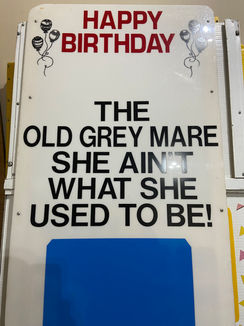 HAPPY
BIRTHDAY
THE
OLD GREY MARE
SHE AIN'T
WHAT SHE
USED TO BE!